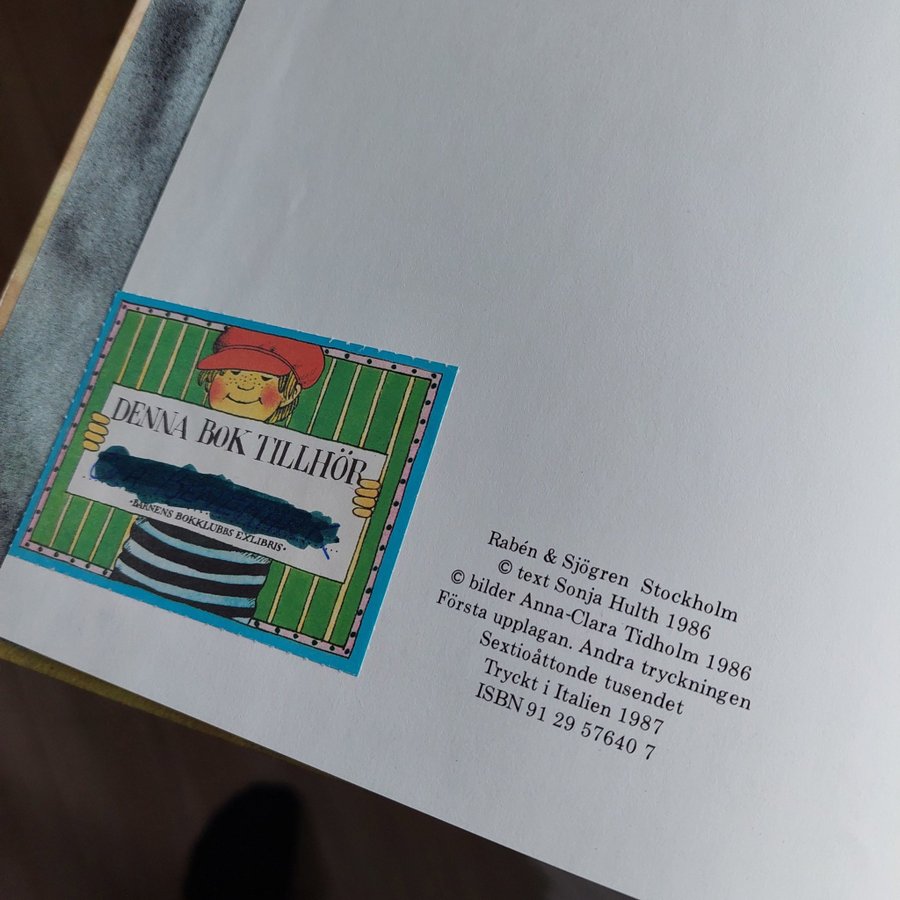 DENNA BOK TILLHÖR
·BARNENS BOKKLUBBS EXLIBRIS·
Rabén & Sjögren Stockholm
© text Sonja Hulth 1986
© bilder Anna-Clara Tidholm 1986
Första upplagan. Andra tryckningen
Sextioåttonde tusendet
Tryckt i Italien 1987
ISBN 91 29 57640 7